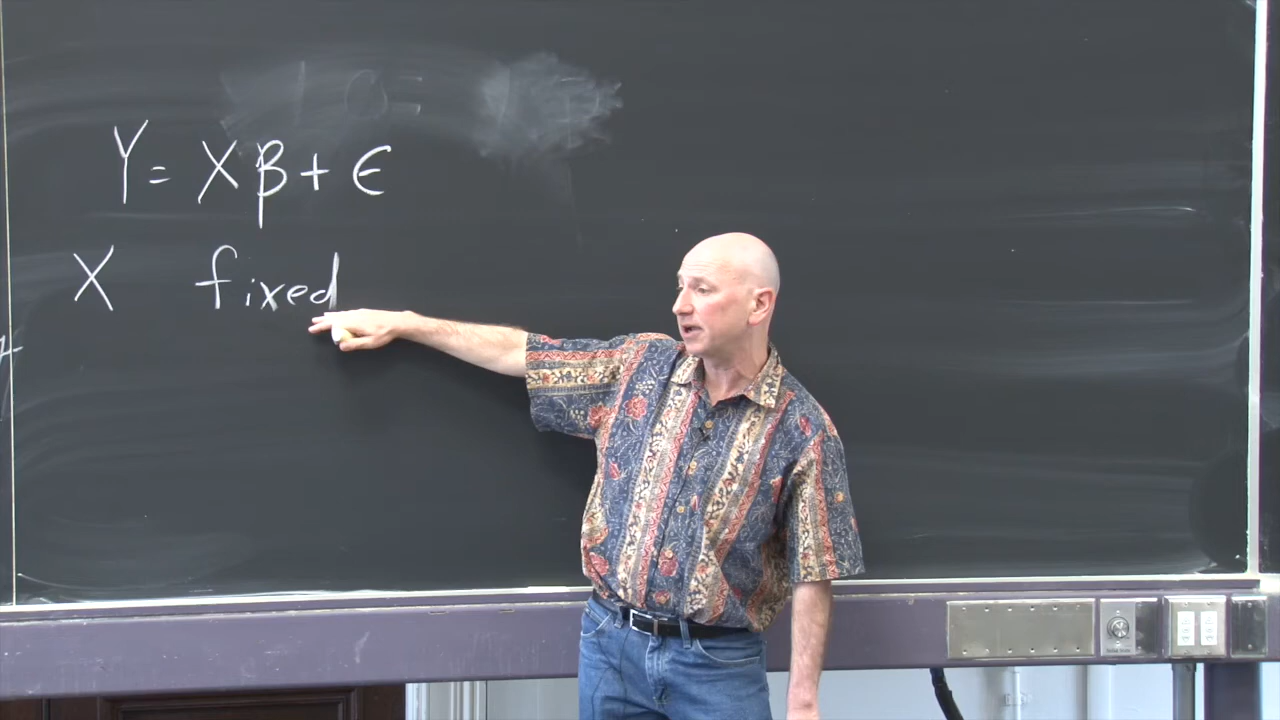 Y = Xβ + ϵ
X fixed